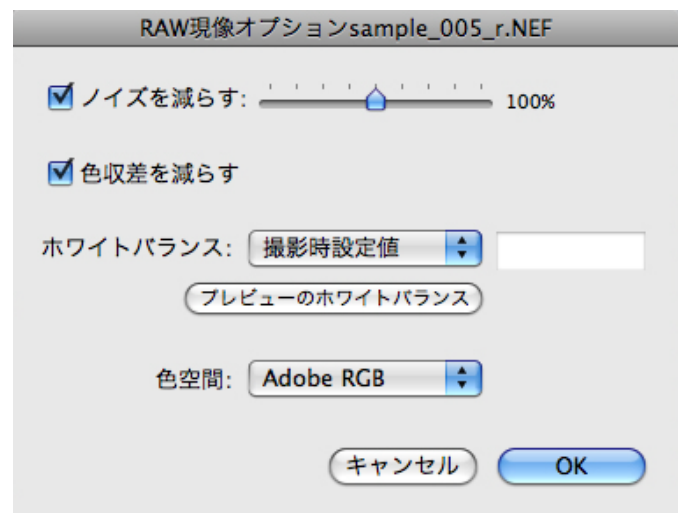 RAW現像オプションsample_005_r.NEF
ノイズを減らす: 100%
色収差を減らす
ホワイトバランス: 撮影時設定値
プレビューのホワイトバランス
色空間: Adobe RGB
キャンセル OK